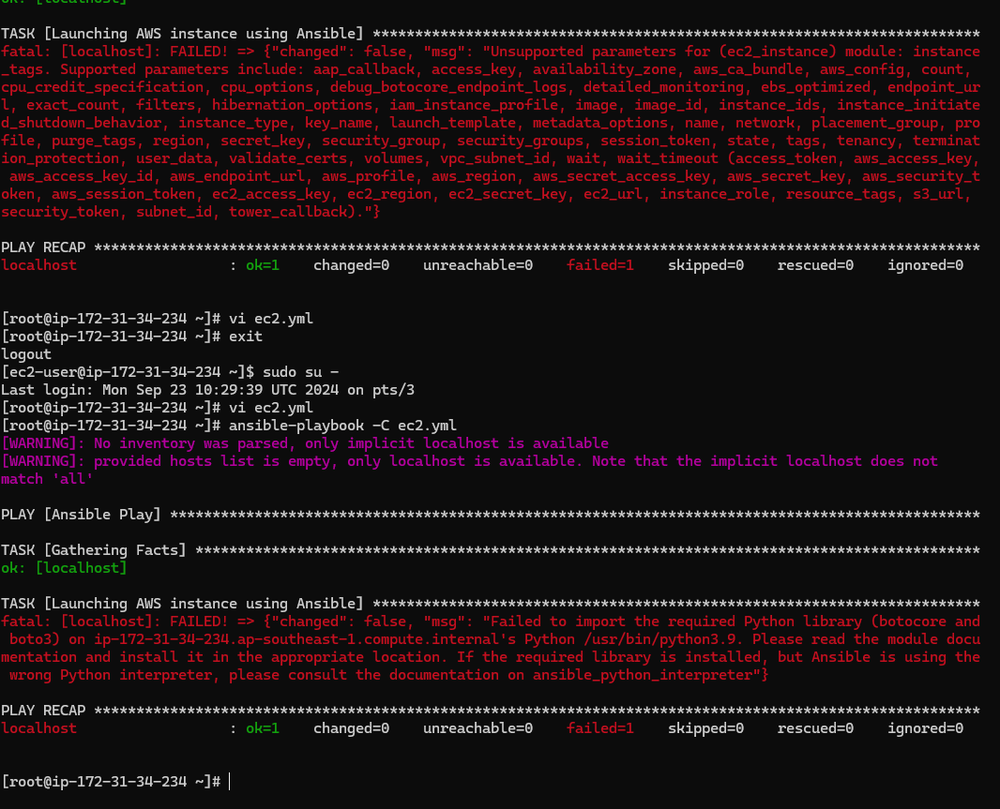 ok: [localhost]
TASK [Launching AWS instance using Ansible] ************************************************************************
fatal: [localhost]: FAILED! => {"changed": false, "msg": "Unsupported parameters for (ec2_instance) module: instance
_tags. Supported parameters include: aap_callback, access_key, availability_zone, aws_ca_bundle, aws_config, count,
cpu_credit_specification, cpu_options, debug_botocore_endpoint_logs, detailed_monitoring, ebs_optimized, endpoint_ur
l, exact_count, filters, hibernation_options, iam_instance_profile, image, image_id, instance_ids, instance_initiate
d_shutdown_behavior, instance_type, key_name, launch_template, metadata_options, name, network, placement_group, pro
file, purge_tags, region, secret_key, security_group, security_groups, session_token, state, tags, tenancy, terminat
ion_protection, user_data, validate_certs, volumes, vpc_subnet_id, wait, wait_timeout (access_token, aws_access_key,
 aws_access_key_id, aws_endpoint_url, aws_profile, aws_region, aws_secret_access_key, aws_secret_key, aws_security_t
oken, aws_session_token, ec2_access_key, ec2_region, ec2_secret_key, ec2_url, instance_role, resource_tags, s3_url,
security_token, subnet_id, tower_callback)."}
PLAY RECAP *********************************************************************************************************
localhost                  : ok=1    changed=0    unreachable=0    failed=1    skipped=0    rescued=0    ignored=0
[root@ip-172-31-34-234 ~]# vi ec2.yml
[root@ip-172-31-34-234 ~]# exit
logout
[ec2-user@ip-172-31-34-234 ~]$ sudo su -
Last login: Mon Sep 23 10:29:39 UTC 2024 on pts/3
[root@ip-172-31-34-234 ~]# vi ec2.yml
[root@ip-172-31-34-234 ~]# ansible-playbook -C ec2.yml
[WARNING]: No inventory was parsed, only implicit localhost is available
[WARNING]: provided hosts list is empty, only localhost is available. Note that the implicit localhost does not
match 'all'
PLAY [Ansible Play] ************************************************************************************************
TASK [Gathering Facts] *********************************************************************************************
ok: [localhost]
TASK [Launching AWS instance using Ansible] ************************************************************************
fatal: [localhost]: FAILED! => {"changed": false, "msg": "Failed to import the required Python library (botocore and
 boto3) on ip-172-31-34-234.ap-southeast-1.compute.internal's Python /usr/bin/python3.9. Please read the module docu
mentation and install it in the appropriate location. If the required library is installed, but Ansible is using the
 wrong Python interpreter, please consult the documentation on ansible_python_interpreter"}
PLAY RECAP *********************************************************************************************************
localhost                  : ok=1    changed=0    unreachable=0    failed=1    skipped=0    rescued=0    ignored=0
[root@ip-172-31-34-234 ~]#